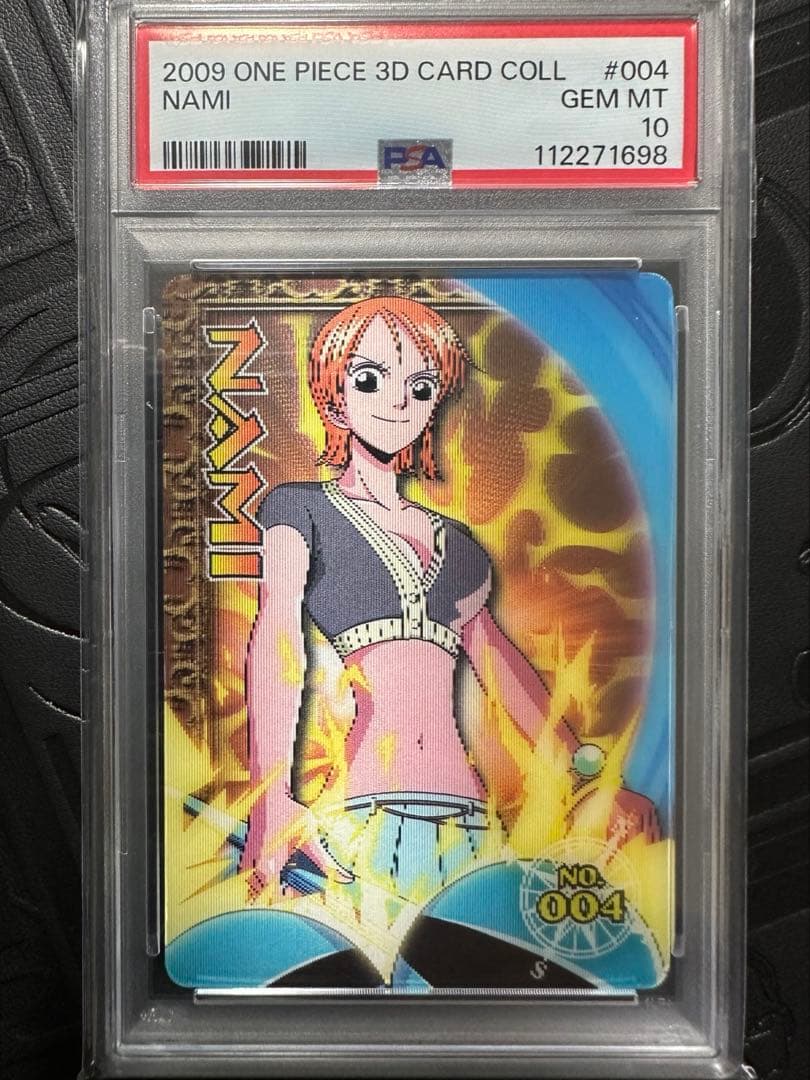 2009 ONE PIECE 3D CARD COLL #004
NAMI GEM MT
10
PSA 112271698
NAMI
NO.
004
S